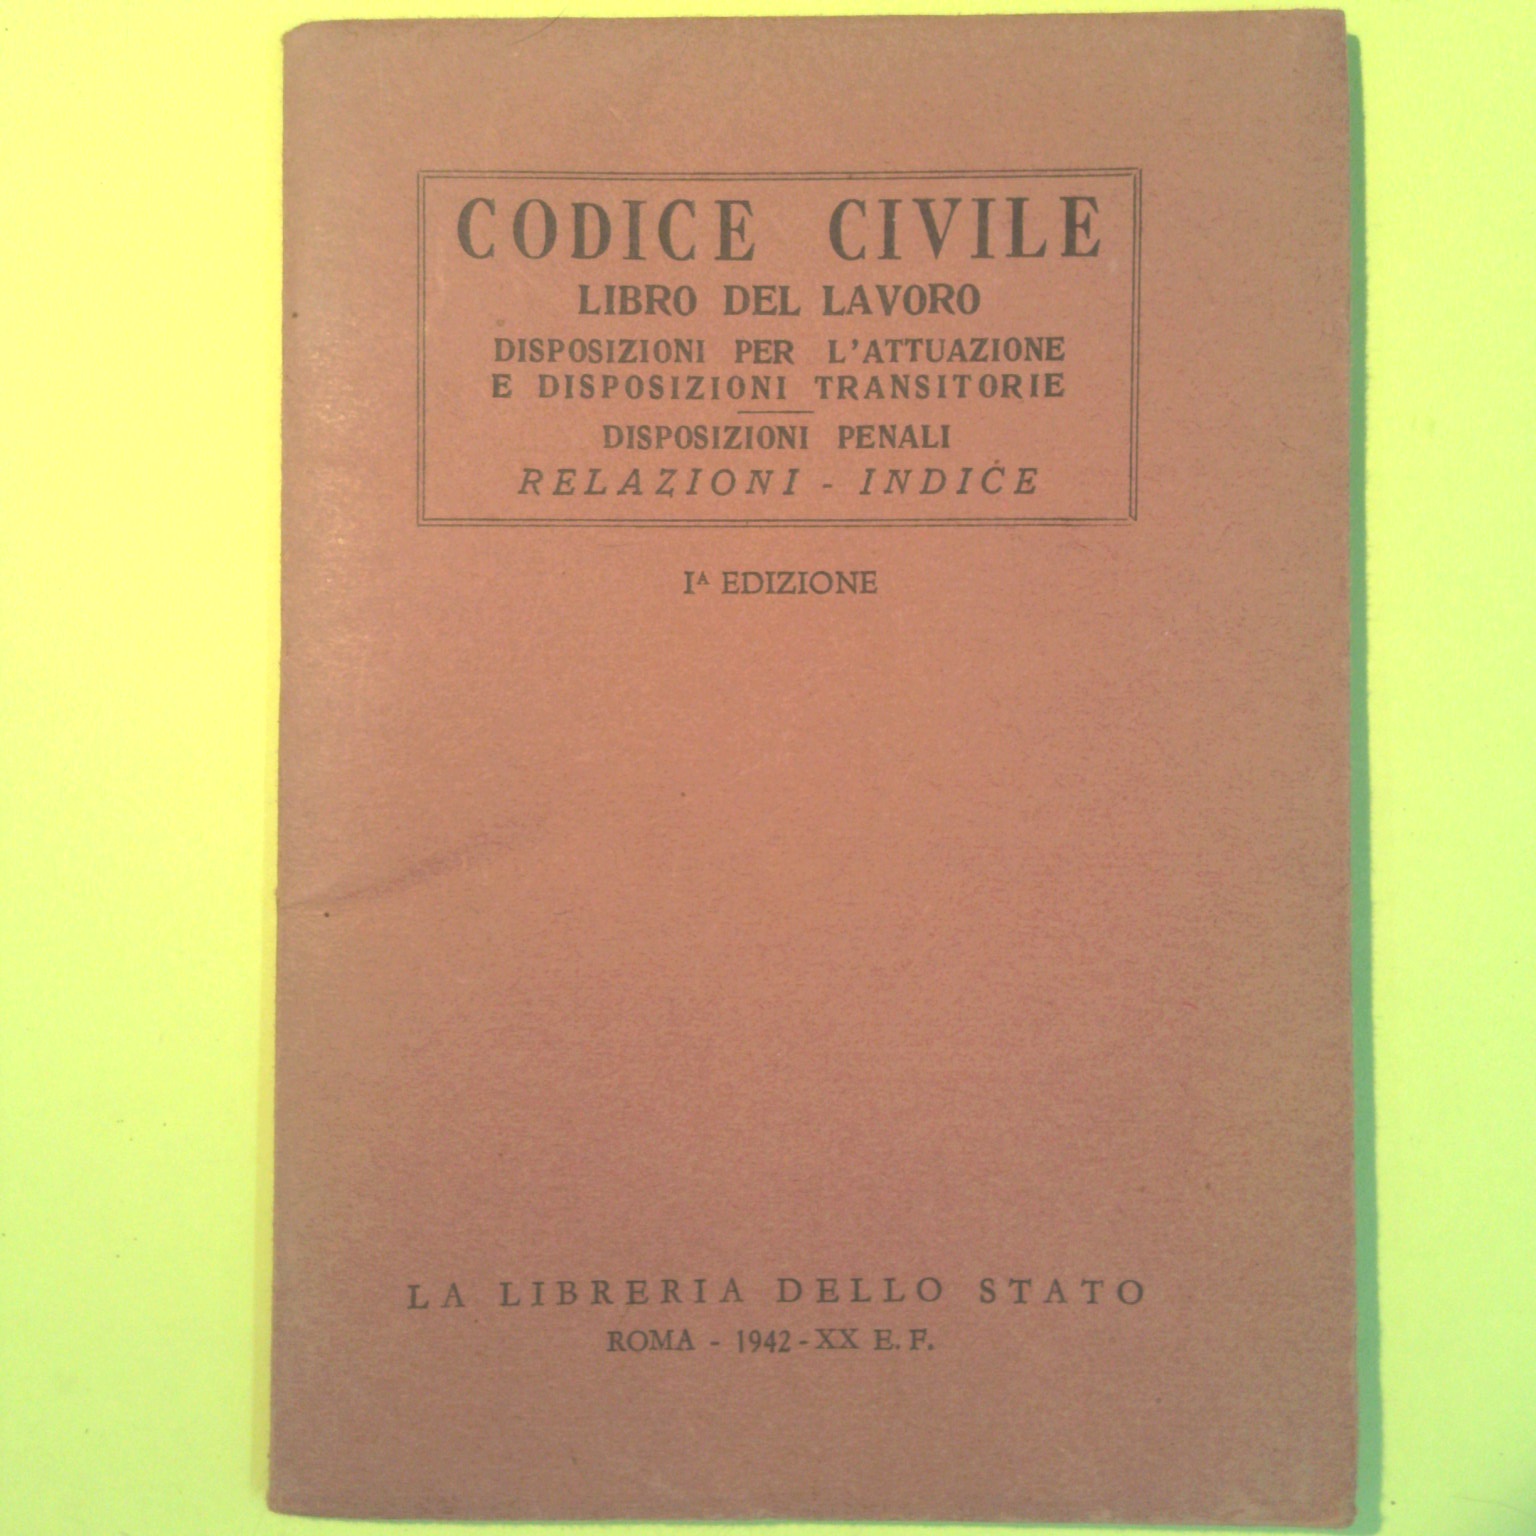 CODICE CIVILE
LIBRO DEL LAVORO
DISPOSIZIONI PER L'ATTUAZIONE
E DISPOSIZIONI TRANSITORIE
DISPOSIZIONI PENALI
RELAZIONI - INDICE
Iᴬ EDIZIONE
LA LIBRERIA DELLO STATO
ROMA - 1942 - XX E. F.